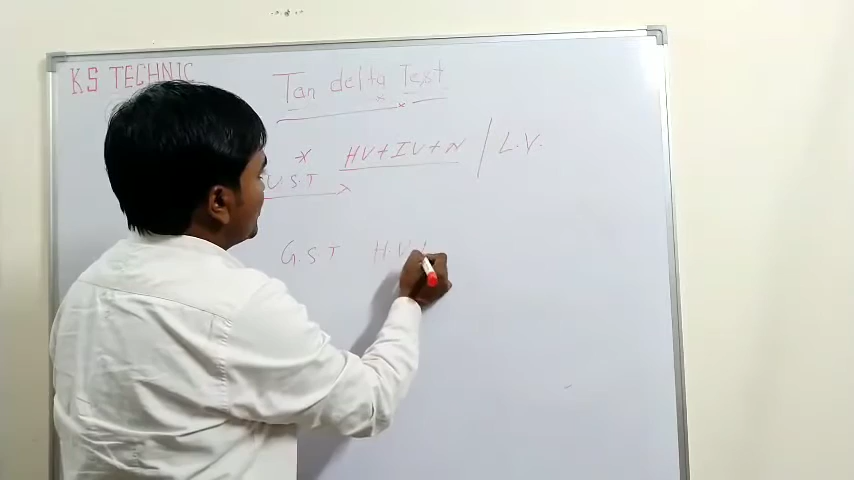 KS TECHNIC
Tan delta Test
HV+IV+N / L.V.
U.S.T
G.S.T H.V